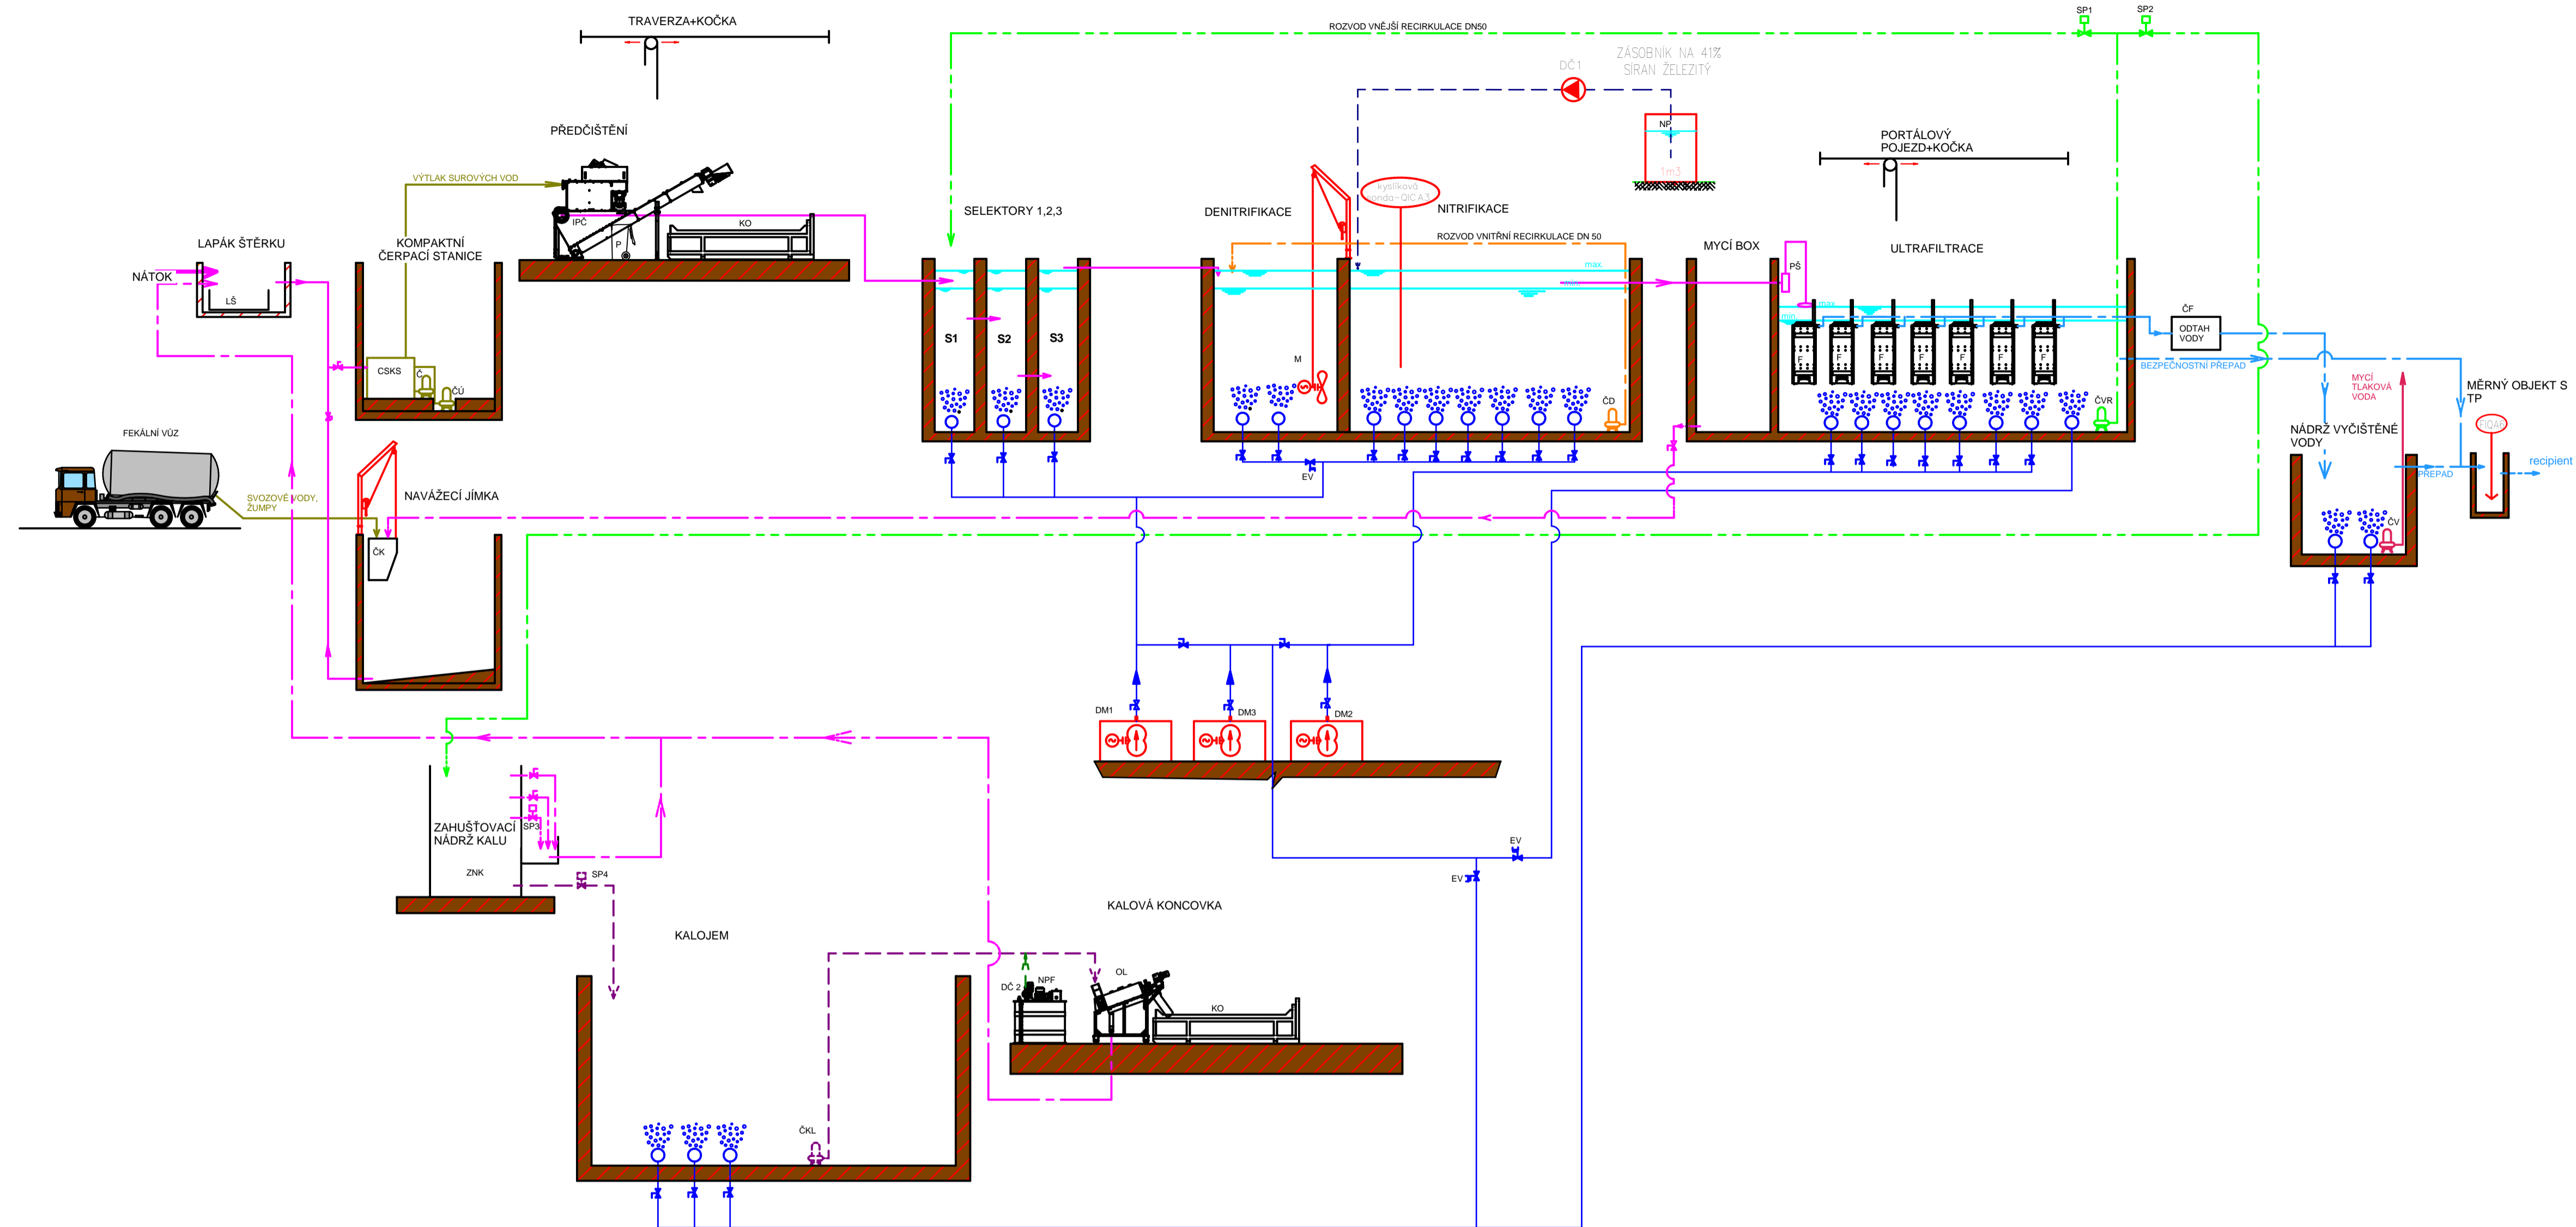 TRAVERZA+KOČKA
ROZVOD VNĚJŠÍ RECIRKULACE DN50
SP1
SP2
ZÁSOBNÍK NA 41%
SÍRAN ŽELEZITÝ
DČ1
NP
1m3
PŘEDČIŠTĚNÍ
PORTÁLOVÝ
POJEZD+KOČKA
VÝTLAK SUROVÝCH VOD
IPČ
P
KO
SELEKTORY 1,2,3
DENITRIFIKACE
kyslíková
sonda-QICA3
NITRIFIKACE
ROZVOD VNITŘNÍ RECIRKULACE DN 50
MYCÍ BOX
ULTRAFILTRACE
LAPÁK ŠTĚRKU
KOMPAKTNÍ
ČERPACÍ STANICE
NÁTOK
LŠ
max.
PŠ
max.
min.
min.
ČF
ODTAH
VODY
S1
S2
S3
M
F
F
F
F
F
F
F
BEZPEČNOSTNÍ PŘEPAD
CSKS
Č
ČÚ
ČD
ČVR
MYCÍ
TLAKOVÁ
VODA
MĚRNÝ OBJEKT S
TP
FIQA6
NÁDRŽ VYČIŠTĚNÉ
VODY
recipient
PŘEPAD
ČV
FEKÁLNÍ VŮZ
SVOZOVÉ VODY,
ŽUMPY
NAVÁŽECÍ JÍMKA
ČK
EV
DM1
DM3
DM2
ZAHUŠŤOVACÍ
NÁDRŽ KALU
SP3
ZNK
SP4
EV
EV
KALOJEM
KALOVÁ KONCOVKA
DČ 2
NPF
OL
KO
ČKL